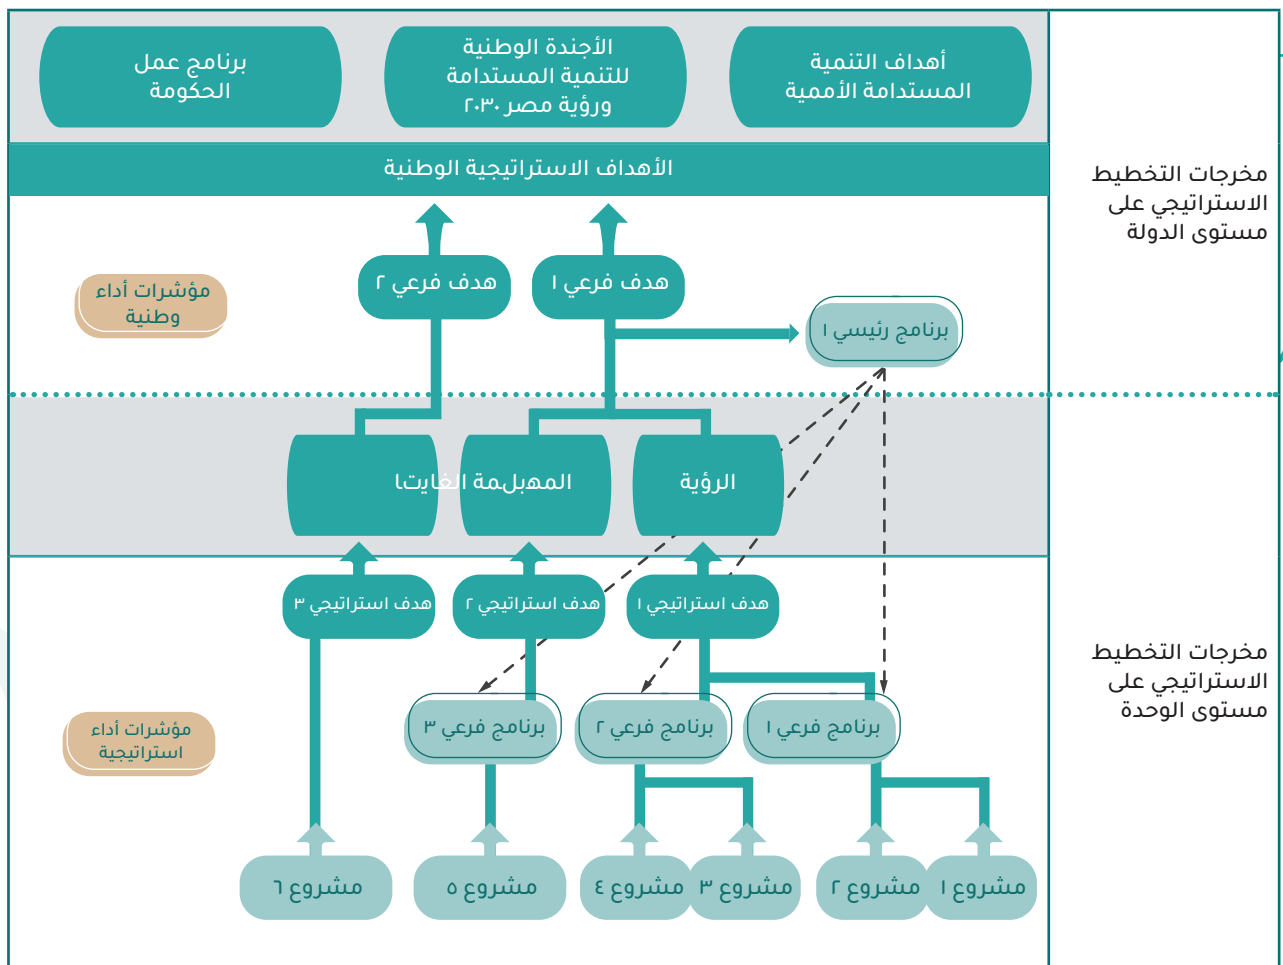 أهداف التنمية
المستدامة الأممية
الأجندة الوطنية
للتنمية المستدامة
ورؤية مصر ٢٠٣٠
برنامج عمل
الحكومة
الأهداف الاستراتيجية الوطنية
مخرجات التخطيط
الاستراتيجي على
مستوى الدولة
هدف فرعي ١
هدف فرعي ٢
مؤشرات أداء
وطنية
برنامج رئيسي ١
الرؤية
هدف استراتيجي ١
هدف استراتيجي ٢
هدف استراتيجي ٣
مخرجات التخطيط
الاستراتيجي على
مستوى الوحدة
برنامج فرعي ١
برنامج فرعي ٢
برنامج فرعي ٣
مؤشرات أداء
استراتيجية
مشروع ١
مشروع ٢
مشروع ٣
مشروع ٤
مشروع ٥
مشروع ٦